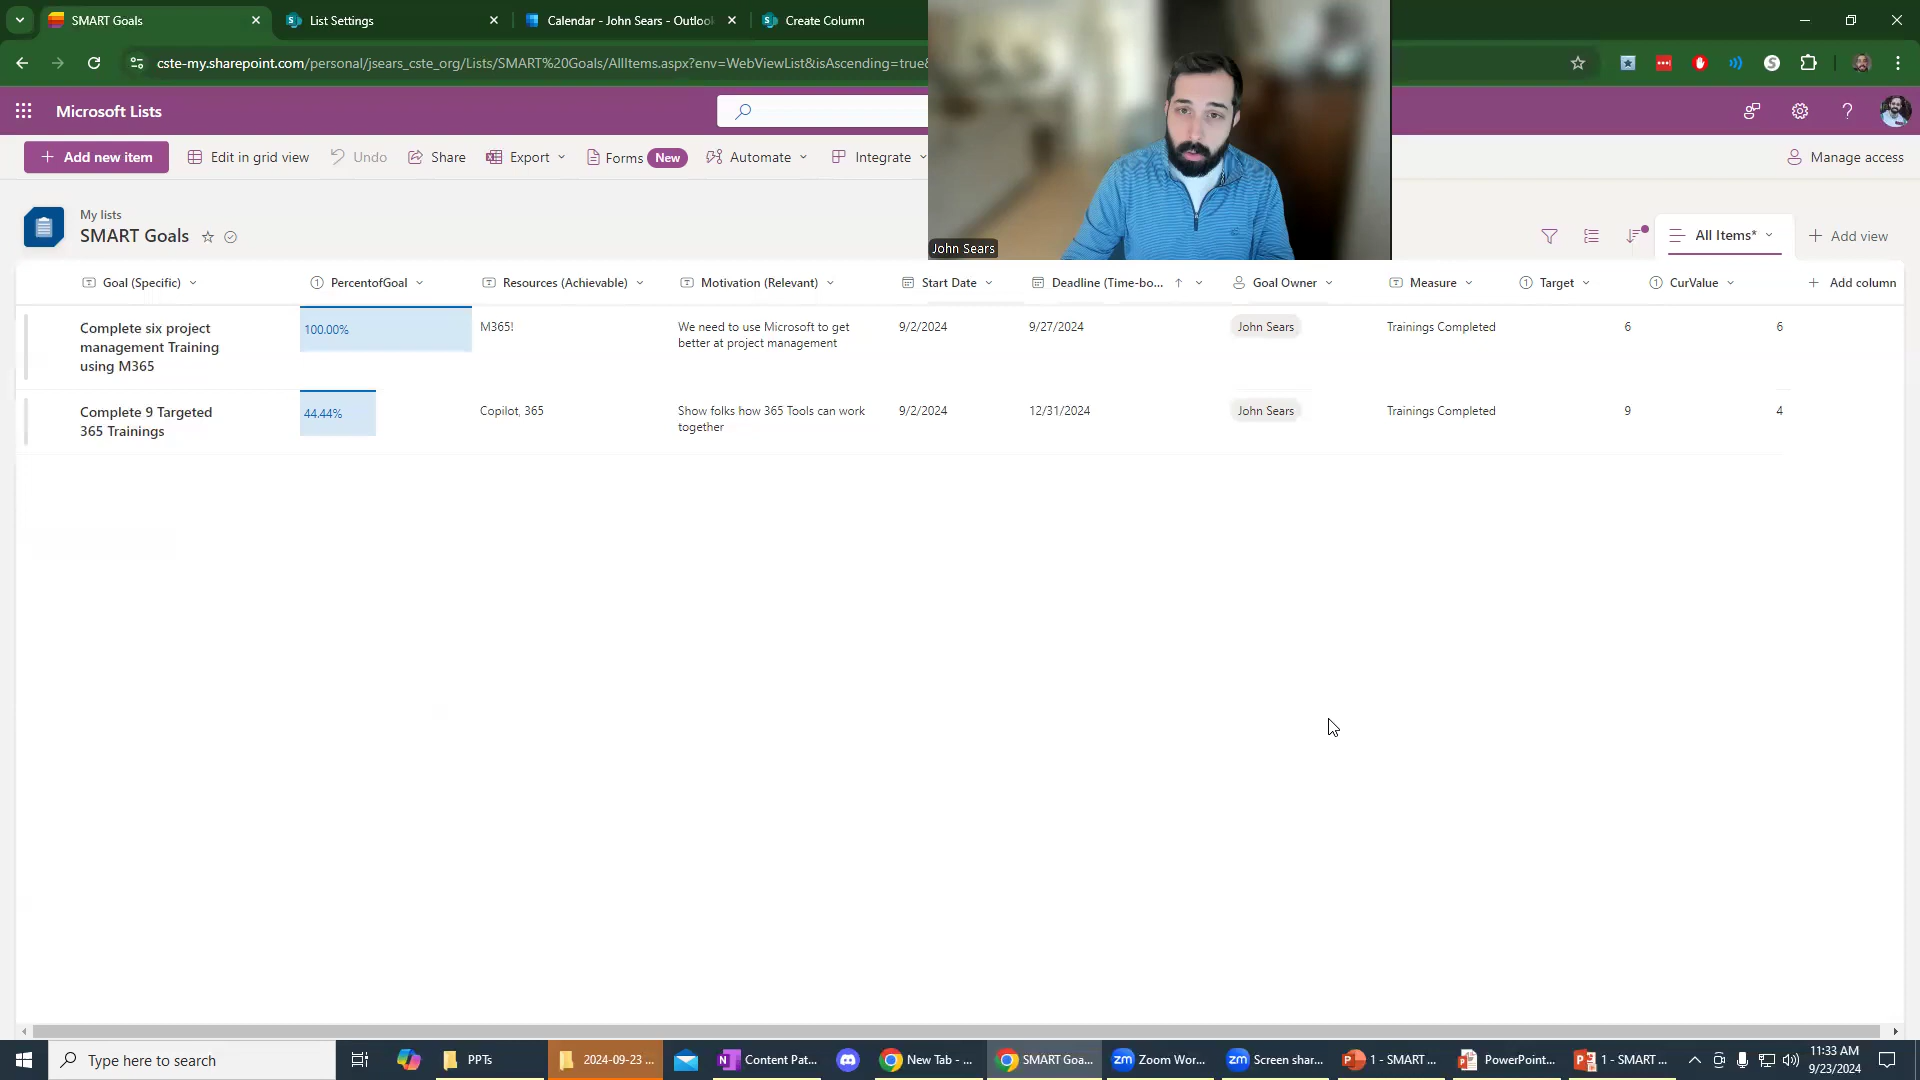 SMART Goals
List Settings
Calendar - John Sears - Outloo
Create Column
cste-my.sharepoint.com/personal/jsears_cste_org/Lists/SMART%20Goals/AllItems.aspx?env=WebViewList&isAscending=true&
Microsoft Lists
Add new item
Edit in grid view
Undo
Share
Export
Forms
New
Automate
Integrate
Manage access
My lists
SMART Goals
John Sears
All Items*
Add view
Goal (Specific)
PercentofGoal
Resources (Achievable)
Motivation (Relevant)
Start Date
Deadline (Time-bo...
Goal Owner
Measure
Target
CurValue
Add column
Complete six project
management Training
using M365
100.00%
M365!
We need to use Microsoft to get
better at project management
9/2/2024
9/27/2024
John Sears
Trainings Completed
6
6
Complete 9 Targeted
365 Trainings
44.44%
Copilot, 365
Show folks how 365 Tools can work
together
9/2/2024
12/31/2024
John Sears
Trainings Completed
9
4
Type here to search
PPTs
2024-09-23 ...
Content Pat...
New Tab - ...
SMART Goa...
zm
Zoom Wor...
zm
Screen shar...
1 - SMART ...
PowerPoint...
1 - SMART ...
11:33 AM
9/23/2024